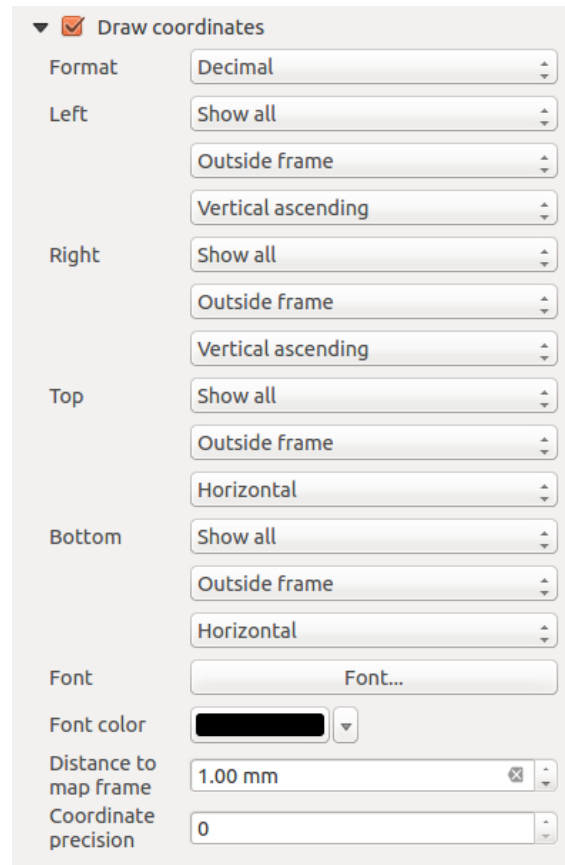 Draw coordinates
Format Decimal
Left Show all
Outside frame
Vertical ascending
Right Show all
Outside frame
Vertical ascending
Top Show all
Outside frame
Horizontal
Bottom Show all
Outside frame
Horizontal
Font Font...
Font color
Distance to
map frame 1.00 mm
Coordinate
precision 0